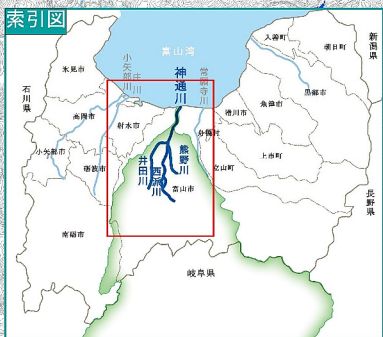 索引図
富山湾
入善町
朝日町
新潟県
小矢部川
庄川
神通川
常願寺川
黒部市
氷見市
魚津市
滑川市
石川県
高岡市
射水市
舟橋村
上市町
小矢部市
砺波市
立山町
熊野川
井田川
西派川
富山市
長野県
南砺市
岐阜県